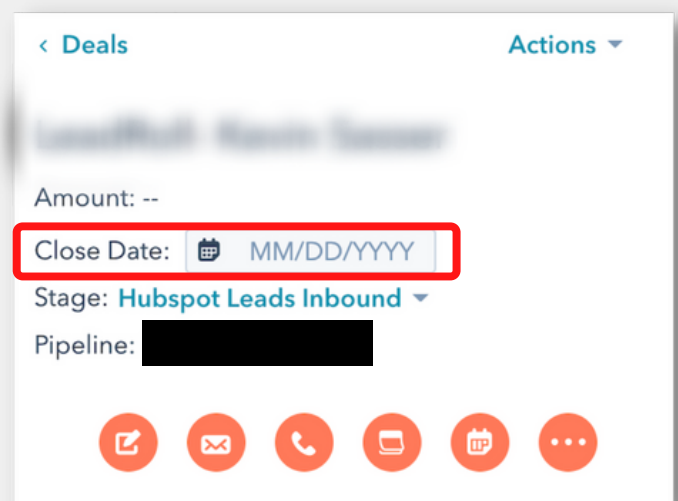 < Deals
Actions
Amount: --
Close Date: MM/DD/YYYY
Stage: Hubspot Leads Inbound
Pipeline: